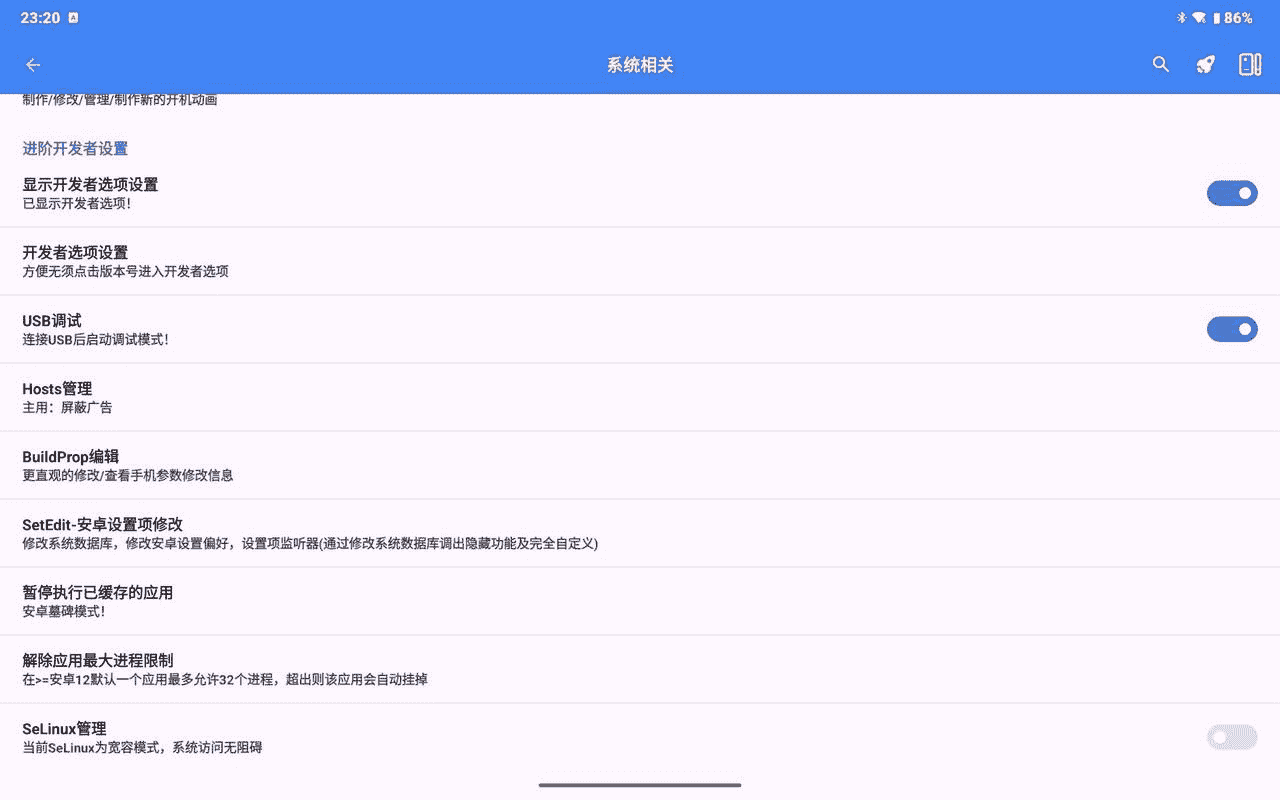 23:20 A 86%
系统相关
制作/修改/管理/制作新的开机动画
进阶开发者设置
显示开发者选项设置
已显示开发者选项!
开发者选项设置
方便无须点击版本号进入开发者选项
USB调试
连接USB后启动调试模式!
Hosts管理
主用：屏蔽广告
BuildProp编辑
更直观的修改/查看手机参数修改信息
SetEdit-安卓设置项修改
修改系统数据库，修改安卓设置偏好，设置项监听器(通过修改系统数据库调出隐藏功能及完全自定义)
暂停执行已缓存的应用
安卓墓碑模式!
解除应用最大进程限制
在>=安卓12默认一个应用最多允许32个进程，超出则该应用会自动挂掉
SeLinux管理
当前SeLinux为宽容模式，系统访问无阻碍